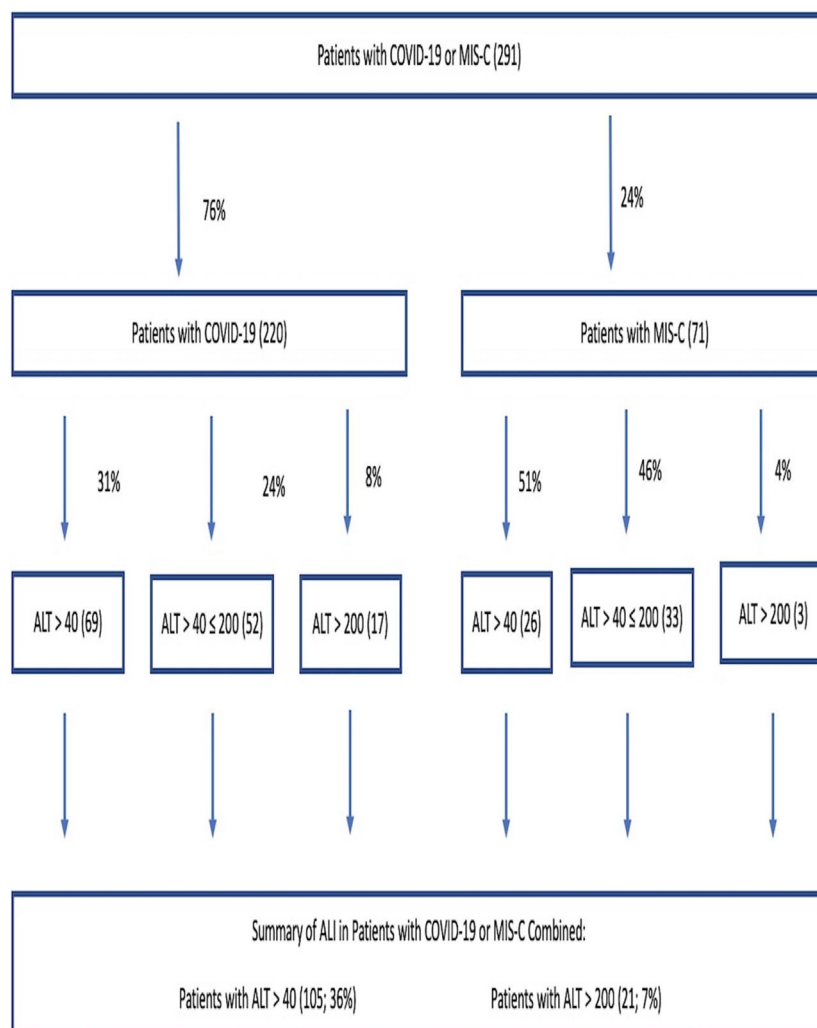 Patients with COVID-19 or MIS-C (291)
76%
24%
Patients with COVID-19 (220)
Patients with MIS-C (71)
31%
24%
8%
51%
46%
4%
ALT > 40 (69)
ALT > 40 ≤ 200 (52)
ALT > 200 (17)
ALT > 40 (26)
ALT > 40 ≤ 200 (33)
ALT > 200 (3)
Summary of ALI in Patients with COVID-19 or MIS-C Combined:
Patients with ALT > 40 (105; 36%)
Patients with ALT > 200 (21; 7%)